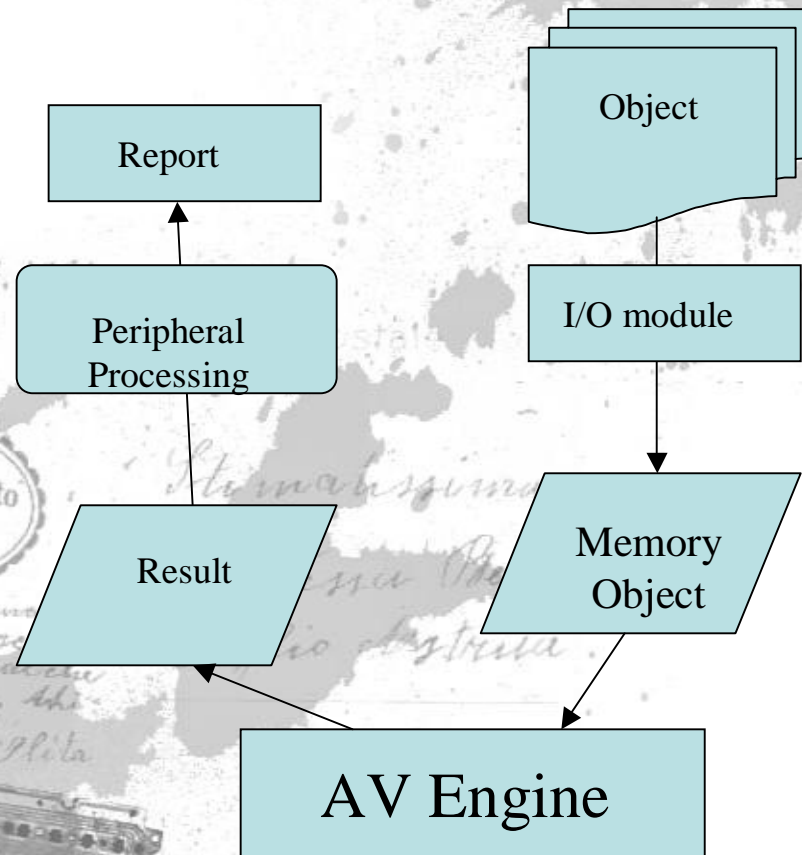 Object
Report
I/O module
Peripheral
Processing
Memory
Object
Result
AV Engine